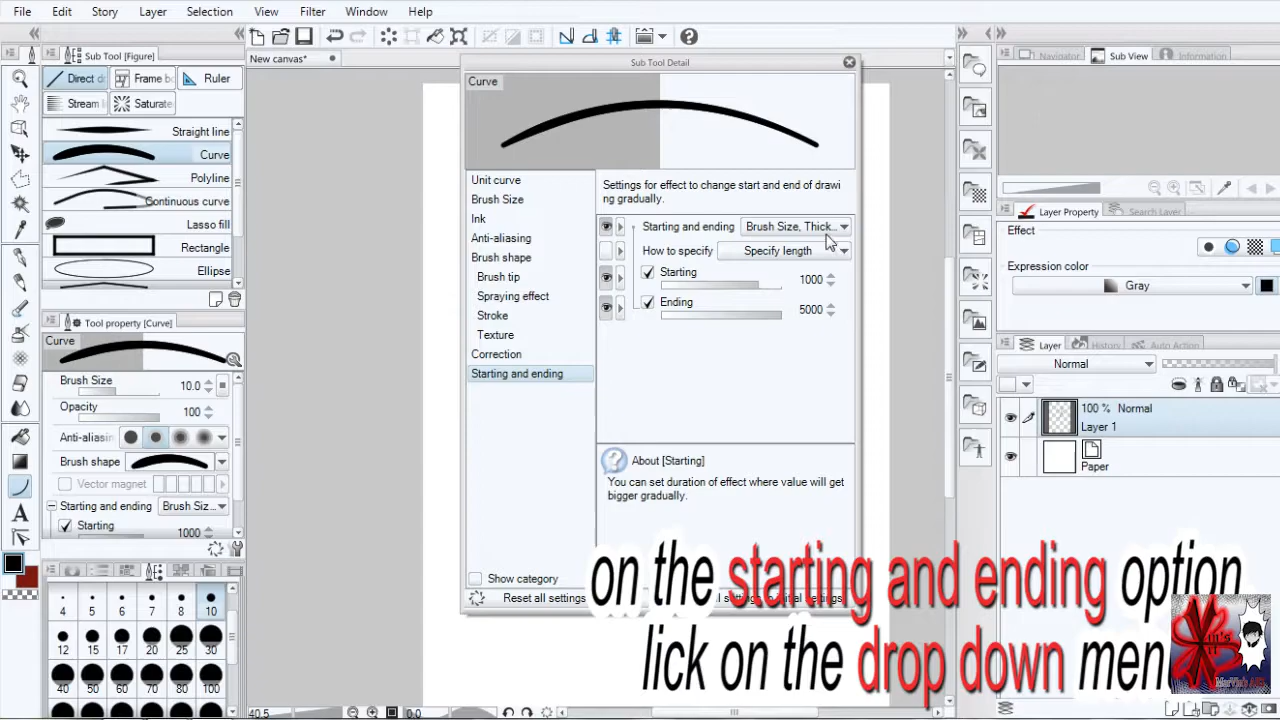 File Edit Story Layer Selection View Filter Window Help
Sub Tool [Figure]
New canvas*
Direct d
Frame bo
Ruler
Stream l
Saturate
Straight line
Curve
Polyline
Continuous curve
Lasso fill
Rectangle
Ellipse
Tool property [Curve]
Curve
Brush Size 10.0
Opacity 100
Anti-aliasin
Brush shape
Vector magnet
Starting and ending Brush Siz...
Starting 1000
4 5 6 7 8 10
12 15 17 20 25 30
40 50 60 70 80 100
Sub Tool Detail
Curve
Unit curve
Brush Size
Ink
Anti-aliasing
Brush shape
Brush tip
Spraying effect
Stroke
Texture
Correction
Starting and ending
Settings for effect to change start and end of drawi
ng gradually.
Starting and ending Brush Size, Thick...
How to specify Specify length
Starting 1000
Ending 5000
About [Starting]
You can set duration of effect where value will get
bigger gradually.
Show category
Reset all settings
40.5 0.0
Navigator Sub View Information
Layer Property Search Layer
Effect
Expression color
Gray
Layer History Auto Action
Normal
100 % Normal
Layer 1
Paper
on the starting and ending option
lick on the drop down men